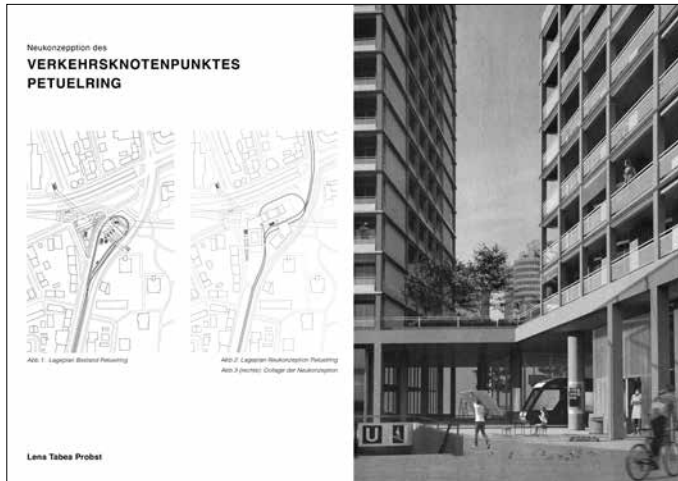 Neukonzepption des
VERKEHRSKNOTENPUNKTES
PETUELRING
Abb.1: Lageplan Bestand Petuelring
Abb.2: Lageplan Neukonzeption Petuelring
Abb.3 (rechts): Collage der Neukonzeption
Lena Tabea Probst
U